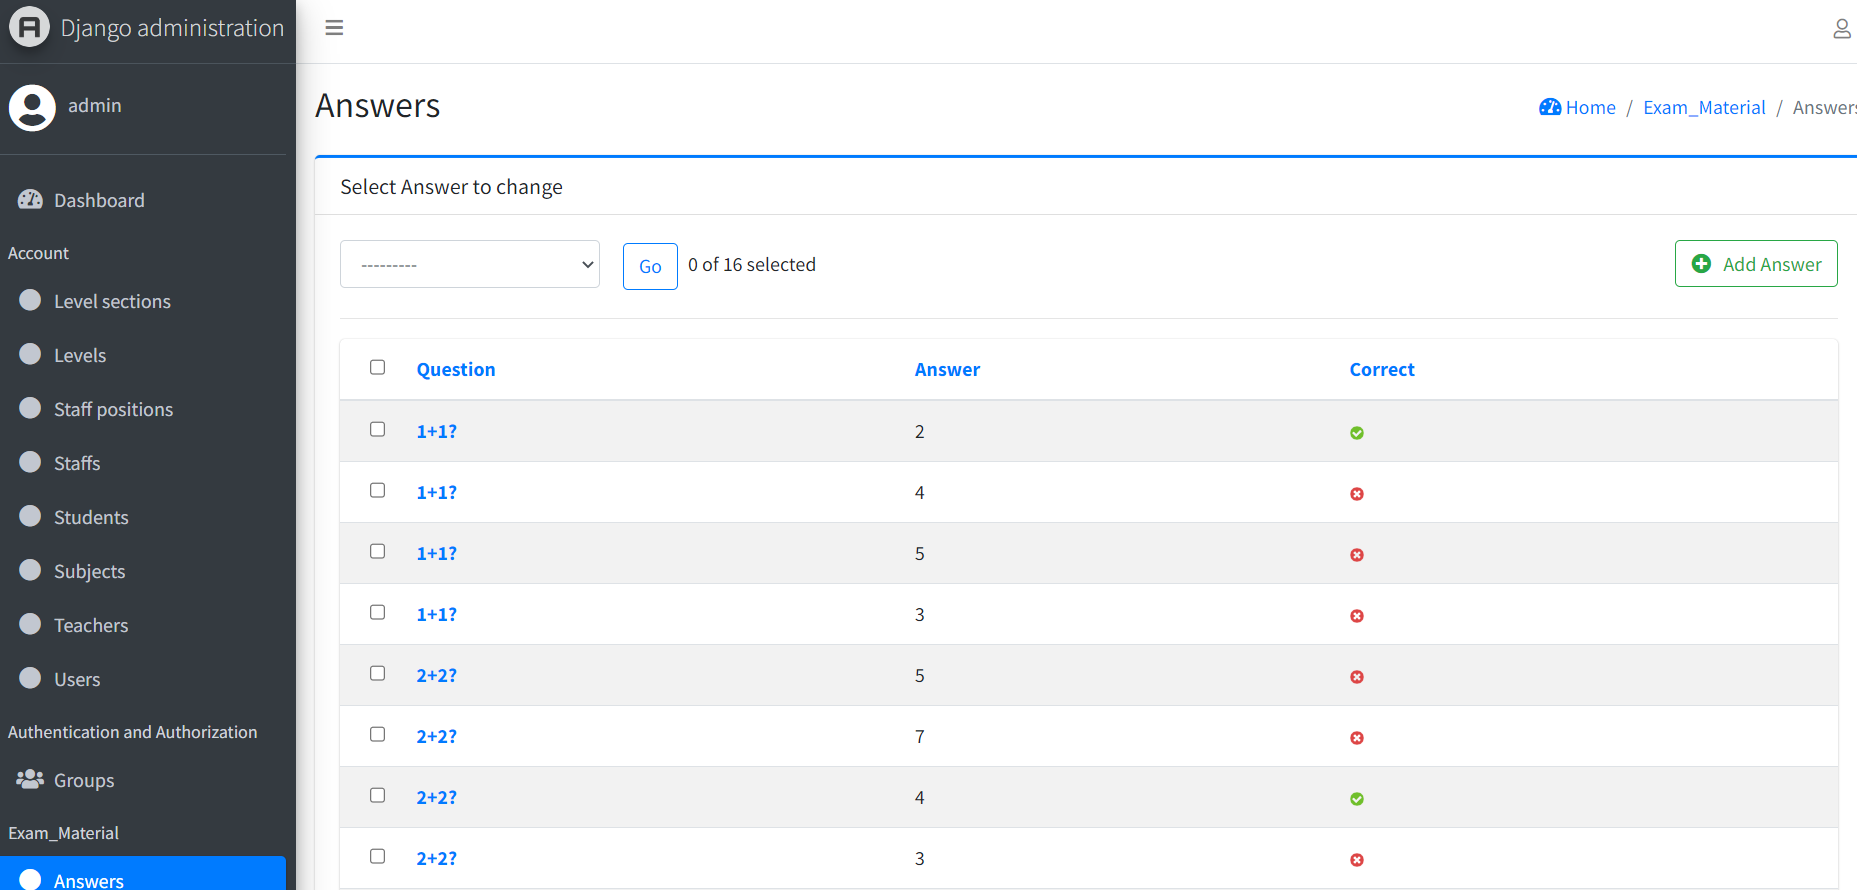 Django administration
admin
Dashboard
Account
Level sections
Levels
Staff positions
Staffs
Students
Subjects
Teachers
Users
Authentication and Authorization
Groups
Exam_Material
Answers
Answers
Home / Exam_Material / Answers
Select Answer to change
--------- Go 0 of 16 selected Add Answer
Question Answer Correct
1+1? 2
1+1? 4
1+1? 5
1+1? 3
2+2? 5
2+2? 7
2+2? 4
2+2? 3